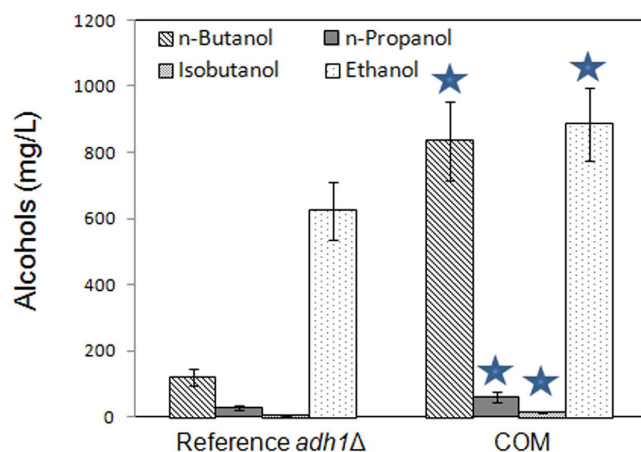 1200
1000
800
600
400
200
0
Alcohols (mg/L)
n-Butanol n-Propanol
Isobutanol Ethanol
Reference adh1Δ COM